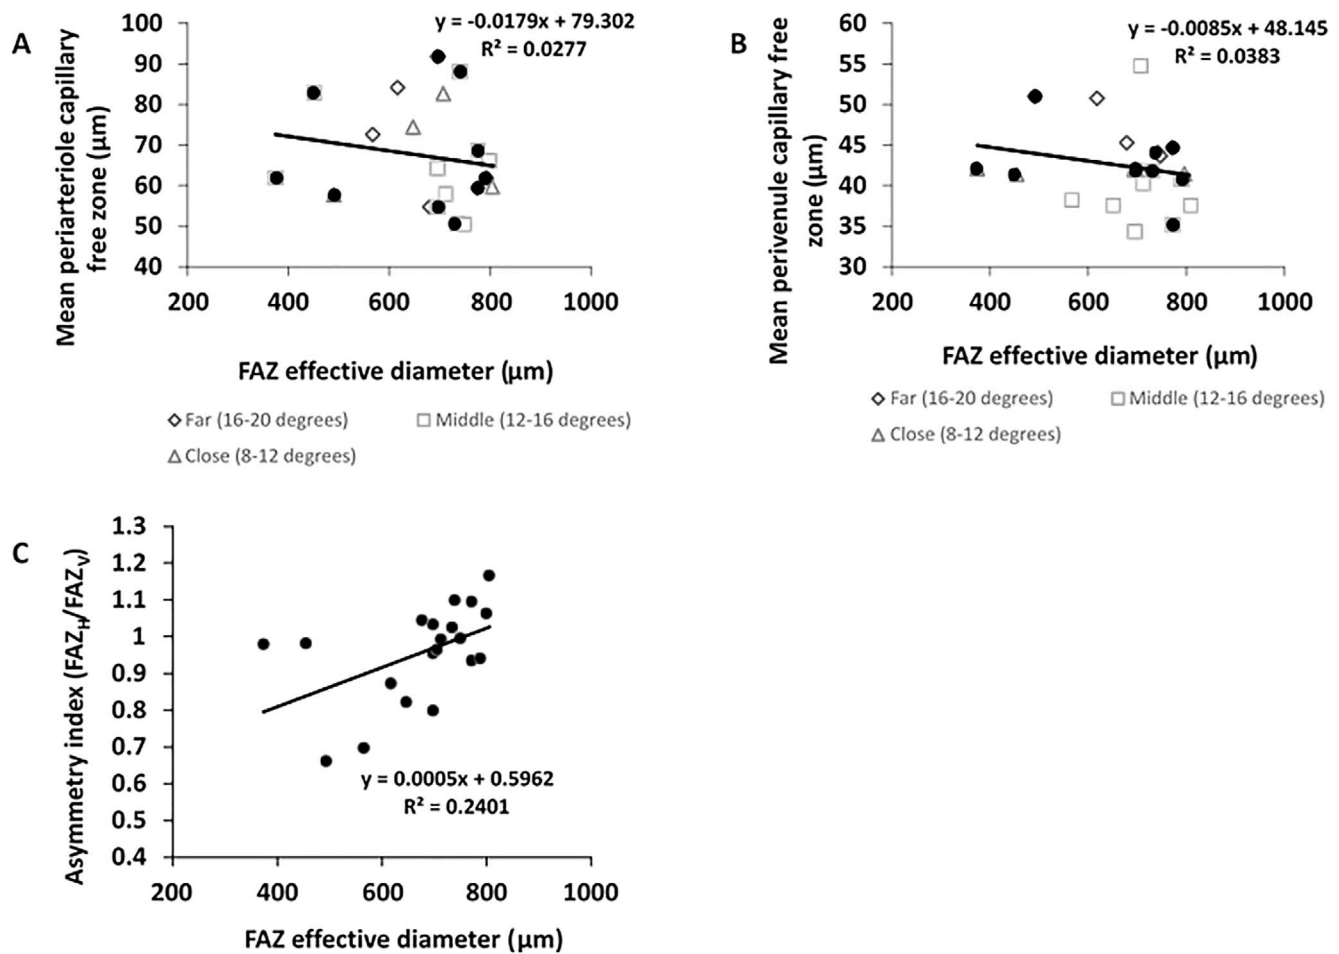 A
Mean periarteriole capillary
free zone (µm)
100
90
80
70
60
50
40
200 400 600 800 1000
y = -0.0179x + 79.302
R² = 0.0277
FAZ effective diameter (µm)
Far (16-20 degrees) Middle (12-16 degrees)
Close (8-12 degrees)
B
Mean perivenule capillary free
zone (µm)
60
55
50
45
40
35
30
200 400 600 800 1000
y = -0.0085x + 48.145
R² = 0.0383
FAZ effective diameter (µm)
Far (16-20 degrees) Middle (12-16 degrees)
Close (8-12 degrees)
C
Asymmetry index (FAZH/FAZV)
1.3
1.2
1.1
1
0.9
0.8
0.7
0.6
0.5
0.4
200 400 600 800 1000
y = 0.0005x + 0.5962
R² = 0.2401
FAZ effective diameter (µm)